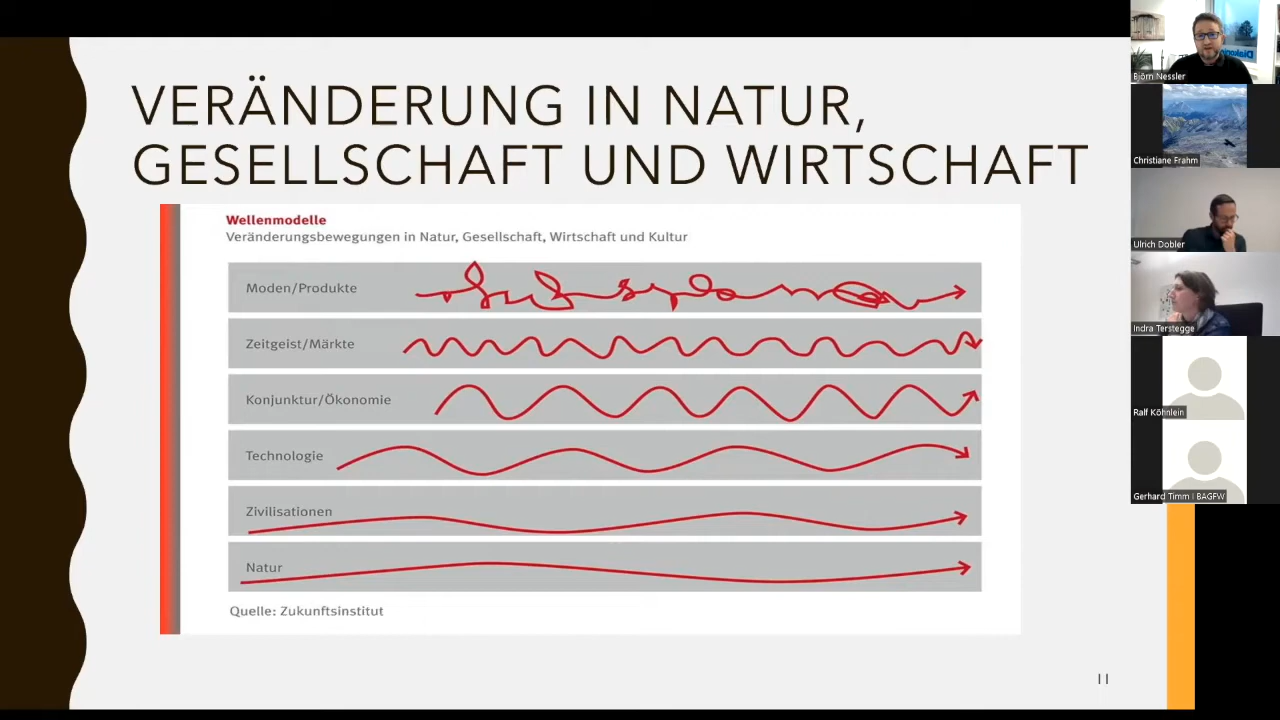 VERÄNDERUNG IN NATUR,
GESELLSCHAFT UND WIRTSCHAFT
Wellenmodelle
Veränderungsbewegungen in Natur, Gesellschaft, Wirtschaft und Kultur
Moden/Produkte
Zeitgeist/Märkte
Konjunktur/Ökonomie
Technologie
Zivilisationen
Natur
Quelle: Zukunftsinstitut
11
Björn Nessler
Christiane Frahm
Ulrich Dobler
Indra Terstegge
Ralf Köhnlein
Gerhard Timm I BAGFW